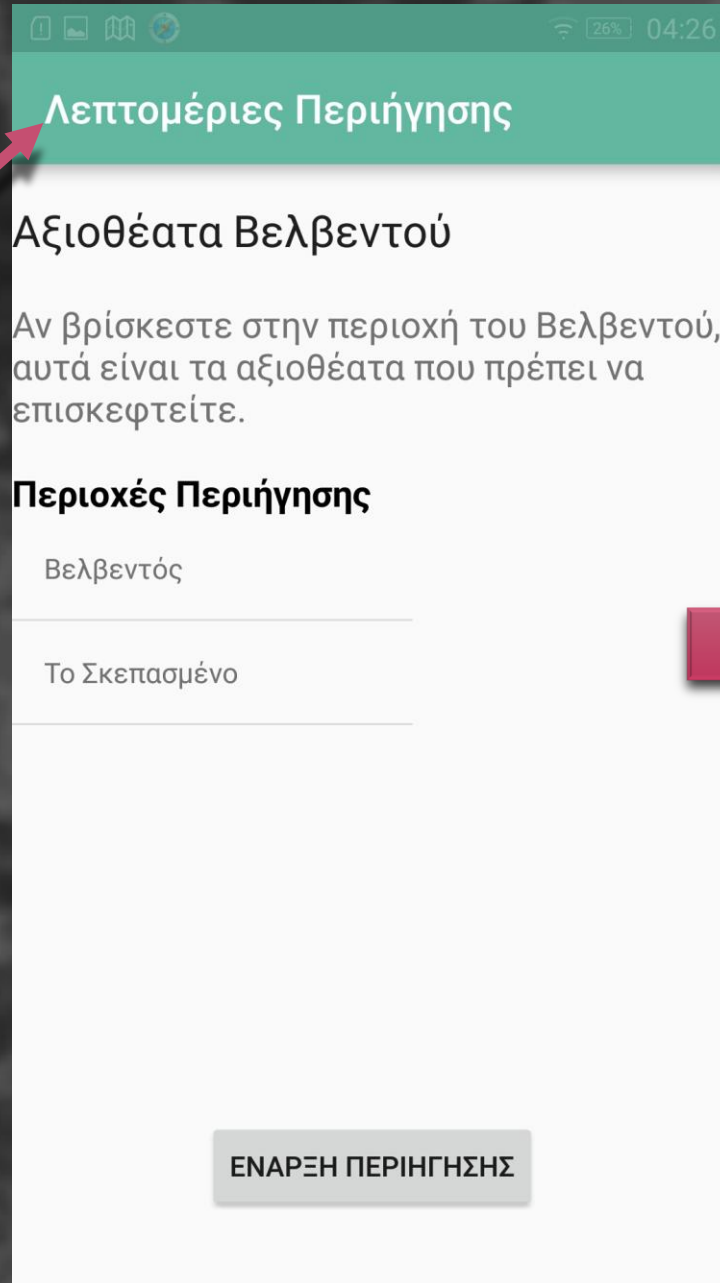 26% 04:26
Λεπτομέριες Περιήγησης
Αξιοθέατα Βελβεντού
Αν βρίσκεστε στην περιοχή του Βελβεντού,
αυτά είναι τα αξιοθέατα που πρέπει να
επισκεφτείτε.
Περιοχές Περιήγησης
Βελβεντός
Το Σκεπασμένο
ΕΝΑΡΞΗ ΠΕΡΙΗΓΗΣΗΣ